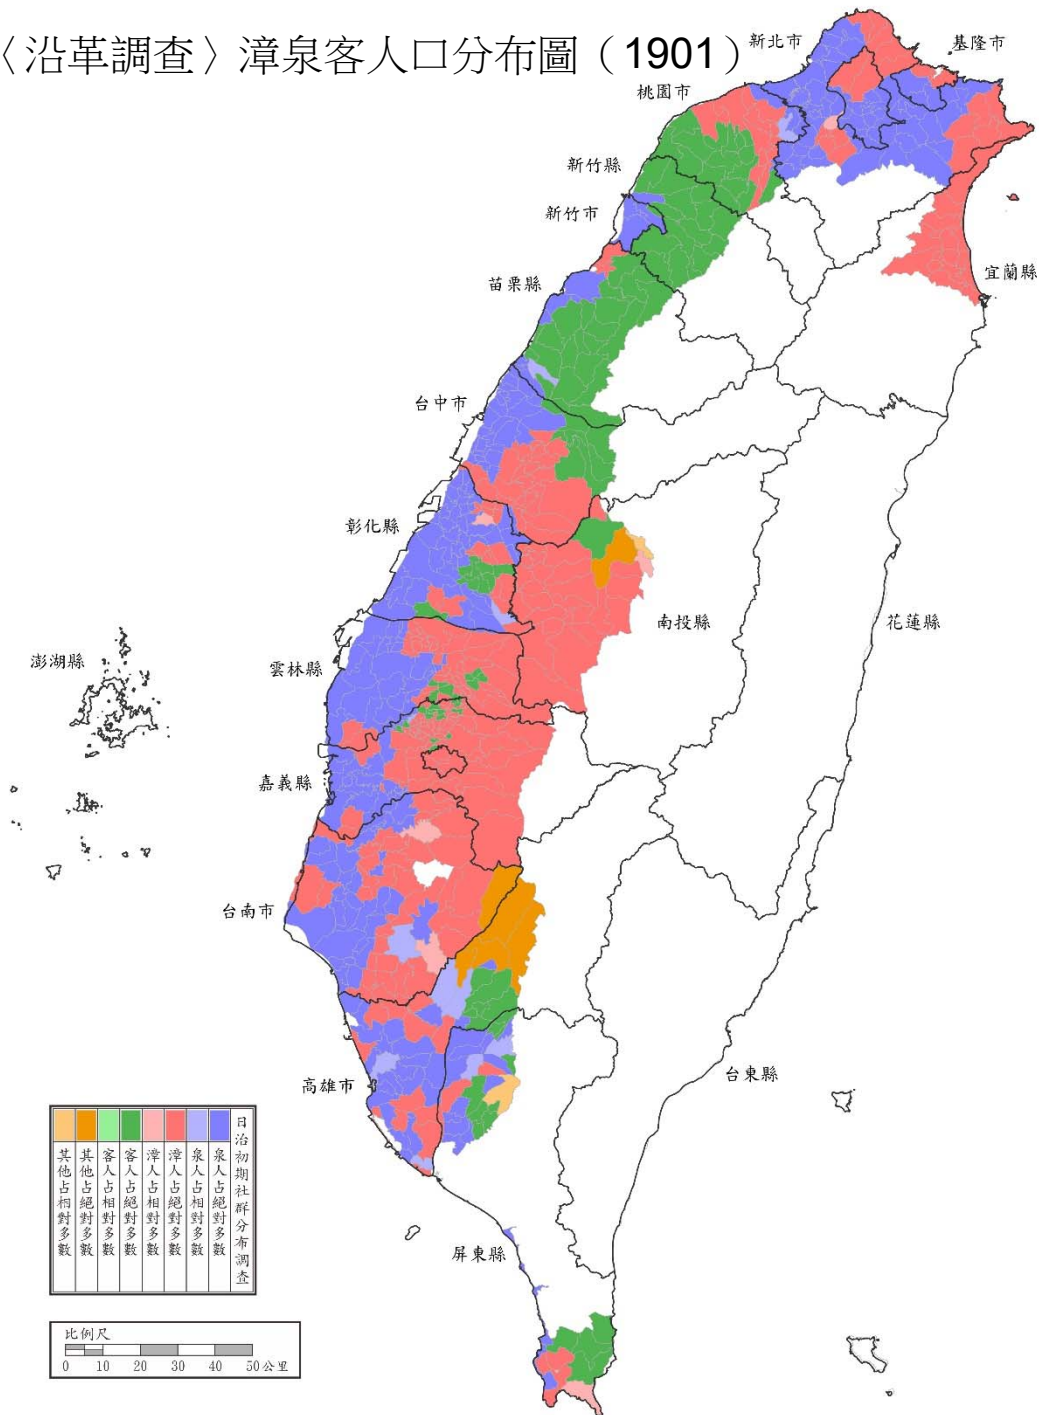 〈沿革調查〉漳泉客人口分布圖（1901）
新北市
基隆市
桃園市
新竹縣
新竹市
苗栗縣
宜蘭縣
台中市
彰化縣
南投縣
花蓮縣
澎湖縣
雲林縣
嘉義縣
台南市
高雄市
台東縣
屏東縣
日治初期社群分布調查
泉人占絕對多數
泉人占相對多數
漳人占絕對多數
漳人占相對多數
客人占絕對多數
客人占相對多數
其他占絕對多數
其他占相對多數
比例尺
0 10 20 30 40 50公里